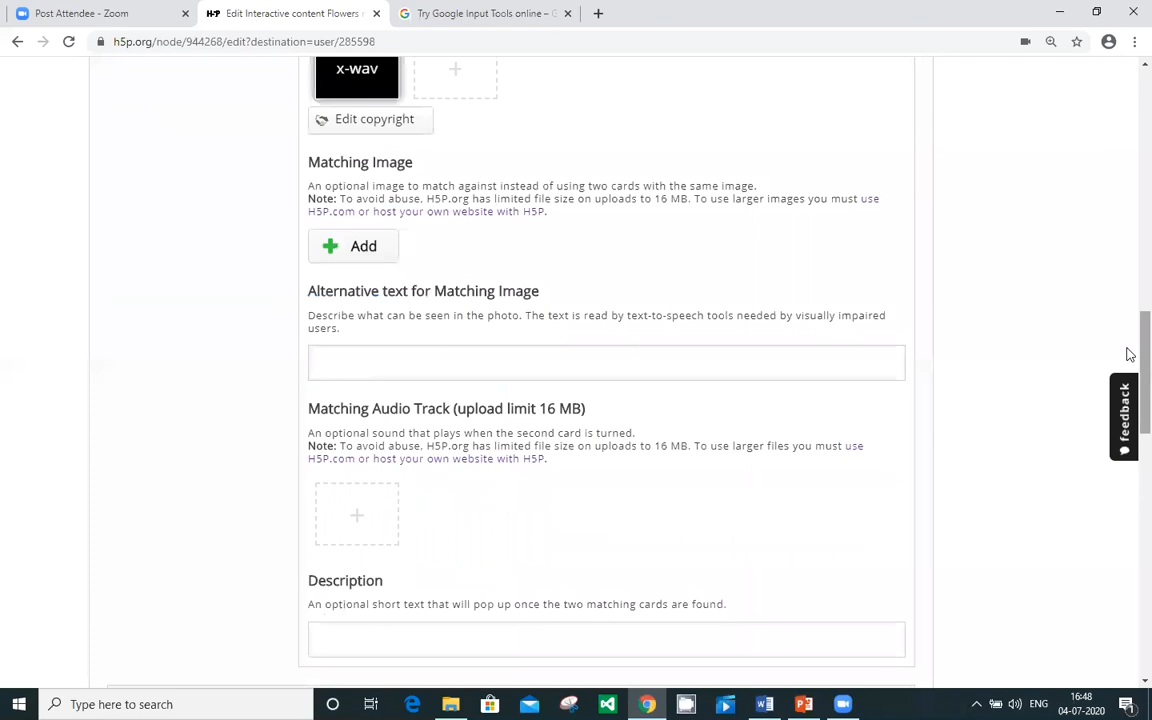 Post Attendee - Zoom
H-P Edit Interactive content Flowers
Try Google Input Tools online –
h5p.org/node/944268/edit?destination=user/285598
x-wav
Edit copyright
Matching Image
An optional image to match against instead of using two cards with the same image.
Note: To avoid abuse, H5P.org has limited file size on uploads to 16 MB. To use larger images you must use
H5P.com or host your own website with H5P.
Add
Alternative text for Matching Image
Describe what can be seen in the photo. The text is read by text-to-speech tools needed by visually impaired
users.
Matching Audio Track (upload limit 16 MB)
An optional sound that plays when the second card is turned.
Note: To avoid abuse, H5P.org has limited file size on uploads to 16 MB. To use larger files you must use
H5P.com or host your own website with H5P.
Description
An optional short text that will pop up once the two matching cards are found.
feedback
Type here to search
ENG
16:48
04-07-2020